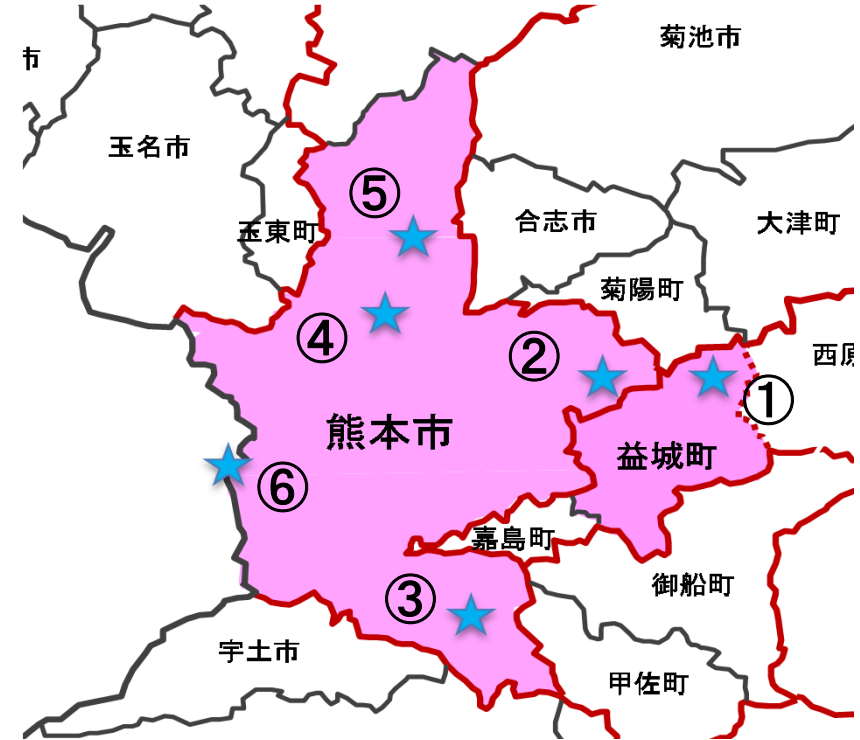 菊池市
市
玉名市
⑤
玉東町
合志市
大津町
菊陽町
④
②
西原
①
熊本市
益城町
⑥
嘉島町
③
御船町
宇土市
甲佐町